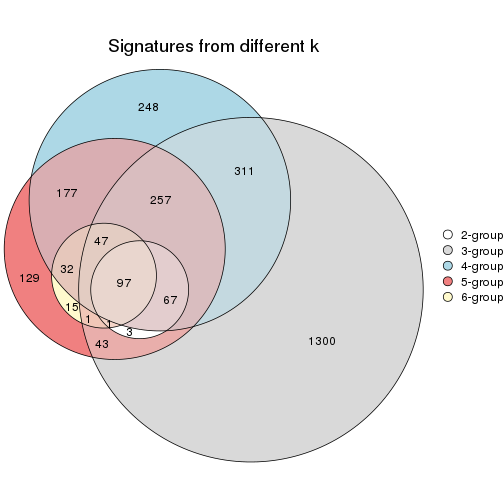 Signatures from different k
248
311
177
257
47
32
97
129
67
15
1
1
3
43
1300
2-group
3-group
4-group
5-group
6-group